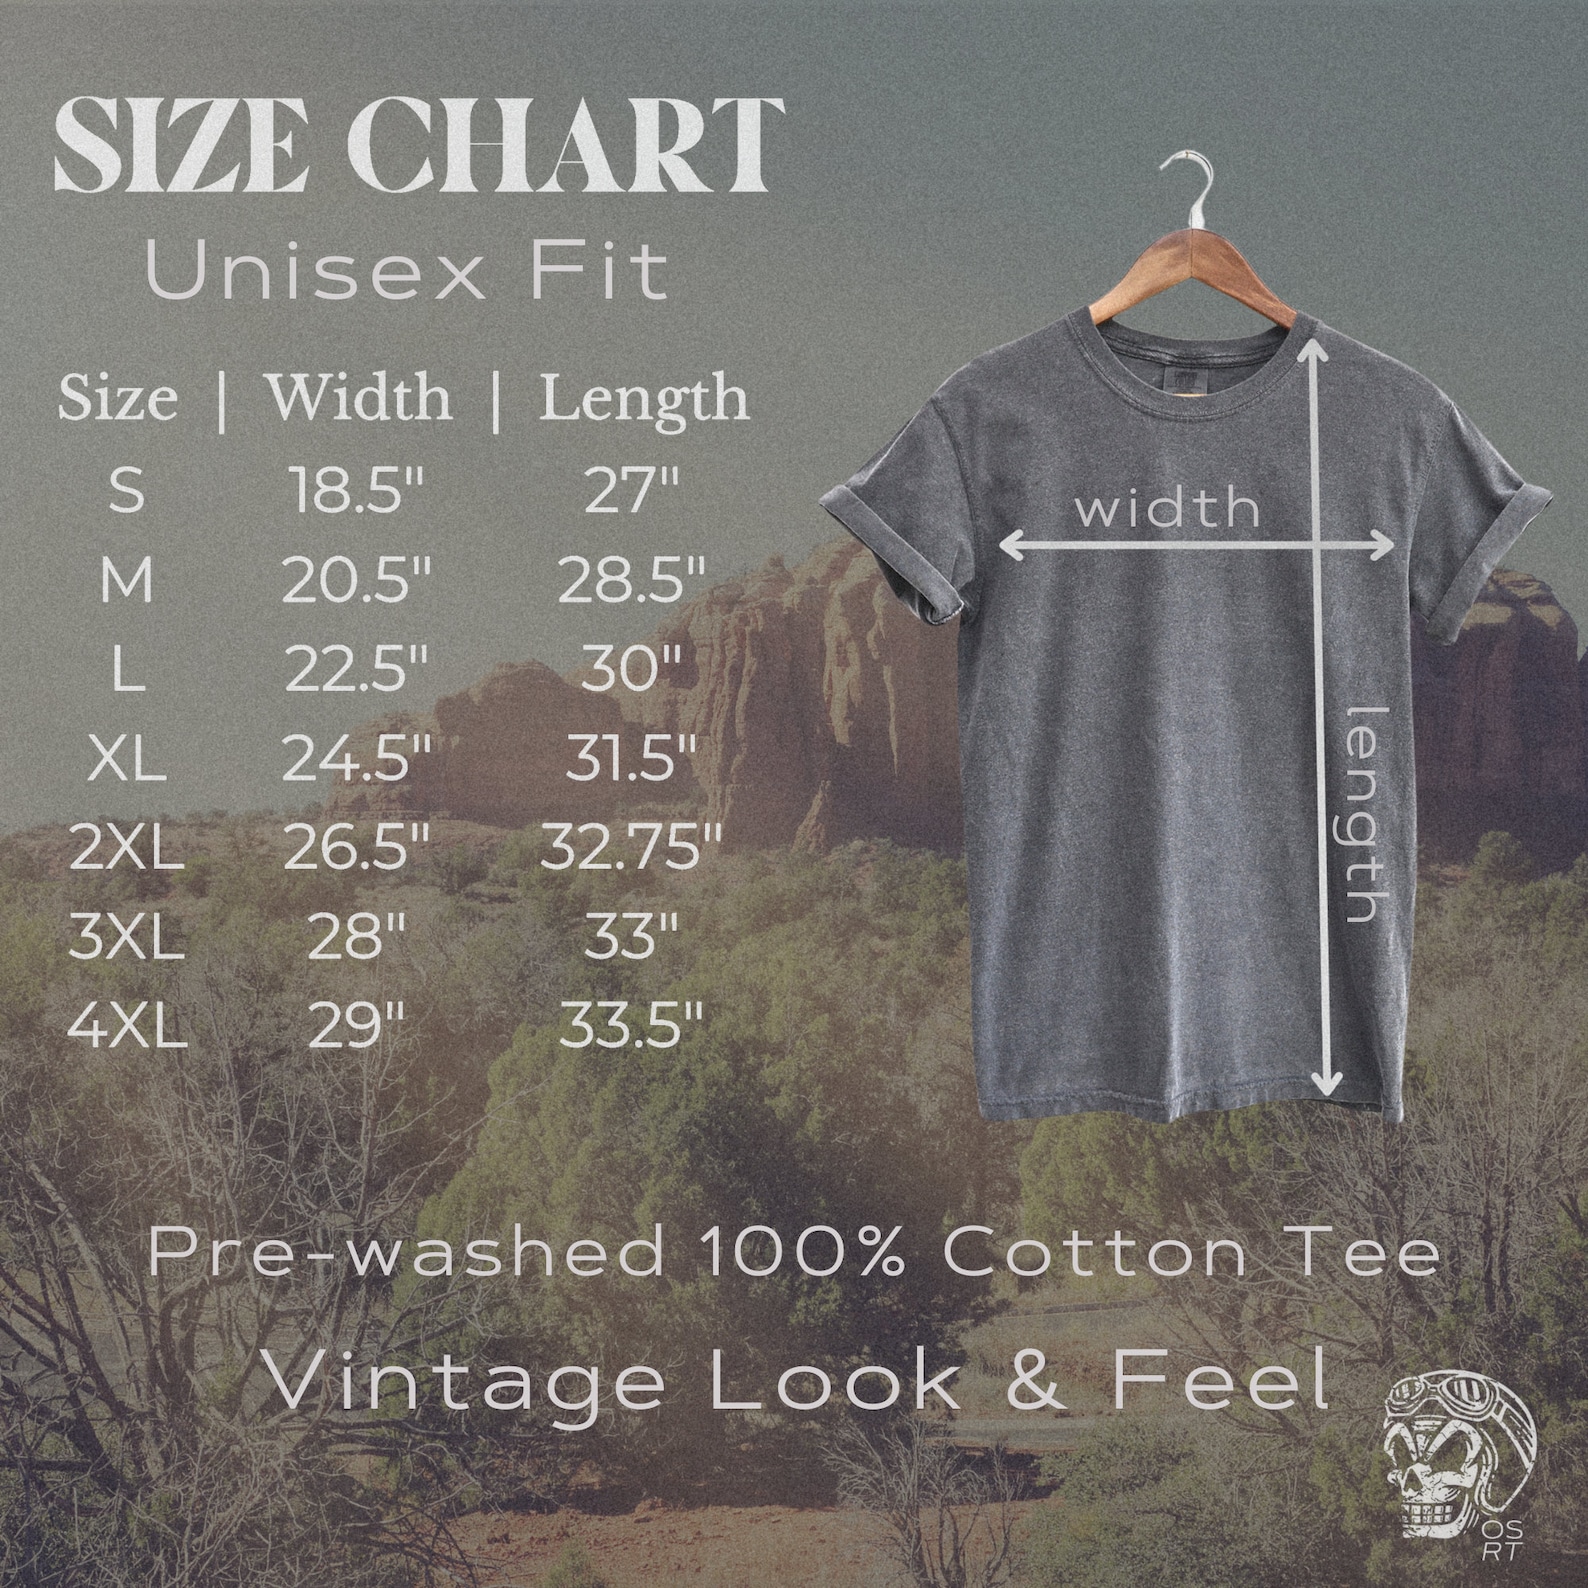 SIZE CHART
Unisex Fit
Size | Width | Length
S 18.5" 27"
M 20.5" 28.5"
L 22.5" 30"
XL 24.5" 31.5"
2XL 26.5" 32.75"
3XL 28" 33"
4XL 29" 33.5"
width
length
Pre-washed 100% Cotton Tee
Vintage Look & Feel
OS
RT